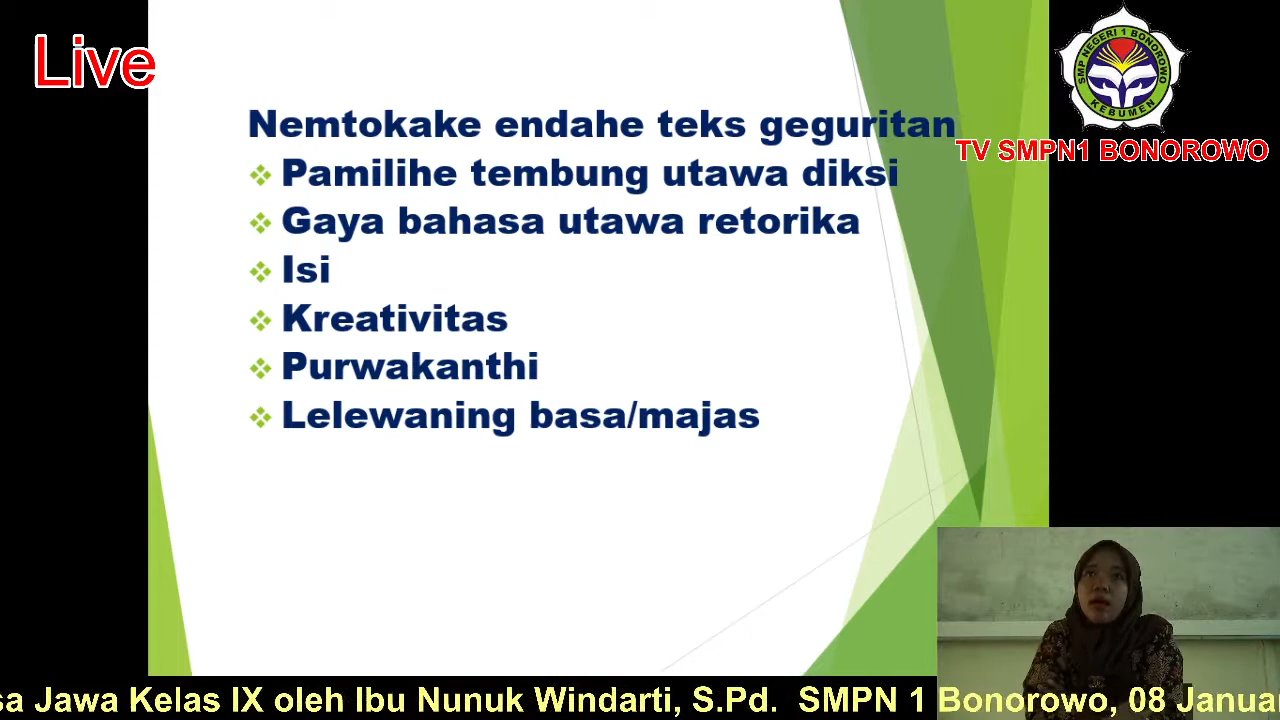 Live
SMP NEGERI 1 BONOROWO
KEBUMEN
TV SMPN1 BONOROWO
Nemtokake endahe teks geguritan
Pamilihe tembung utawa diksi
Gaya bahasa utawa retorika
Isi
Kreativitas
Purwakanthi
Lelewaning basa/majas
Jawa Kelas IX oleh Ibu Nunuk Windarti, S.Pd. SMPN 1 Bonorowo, 08